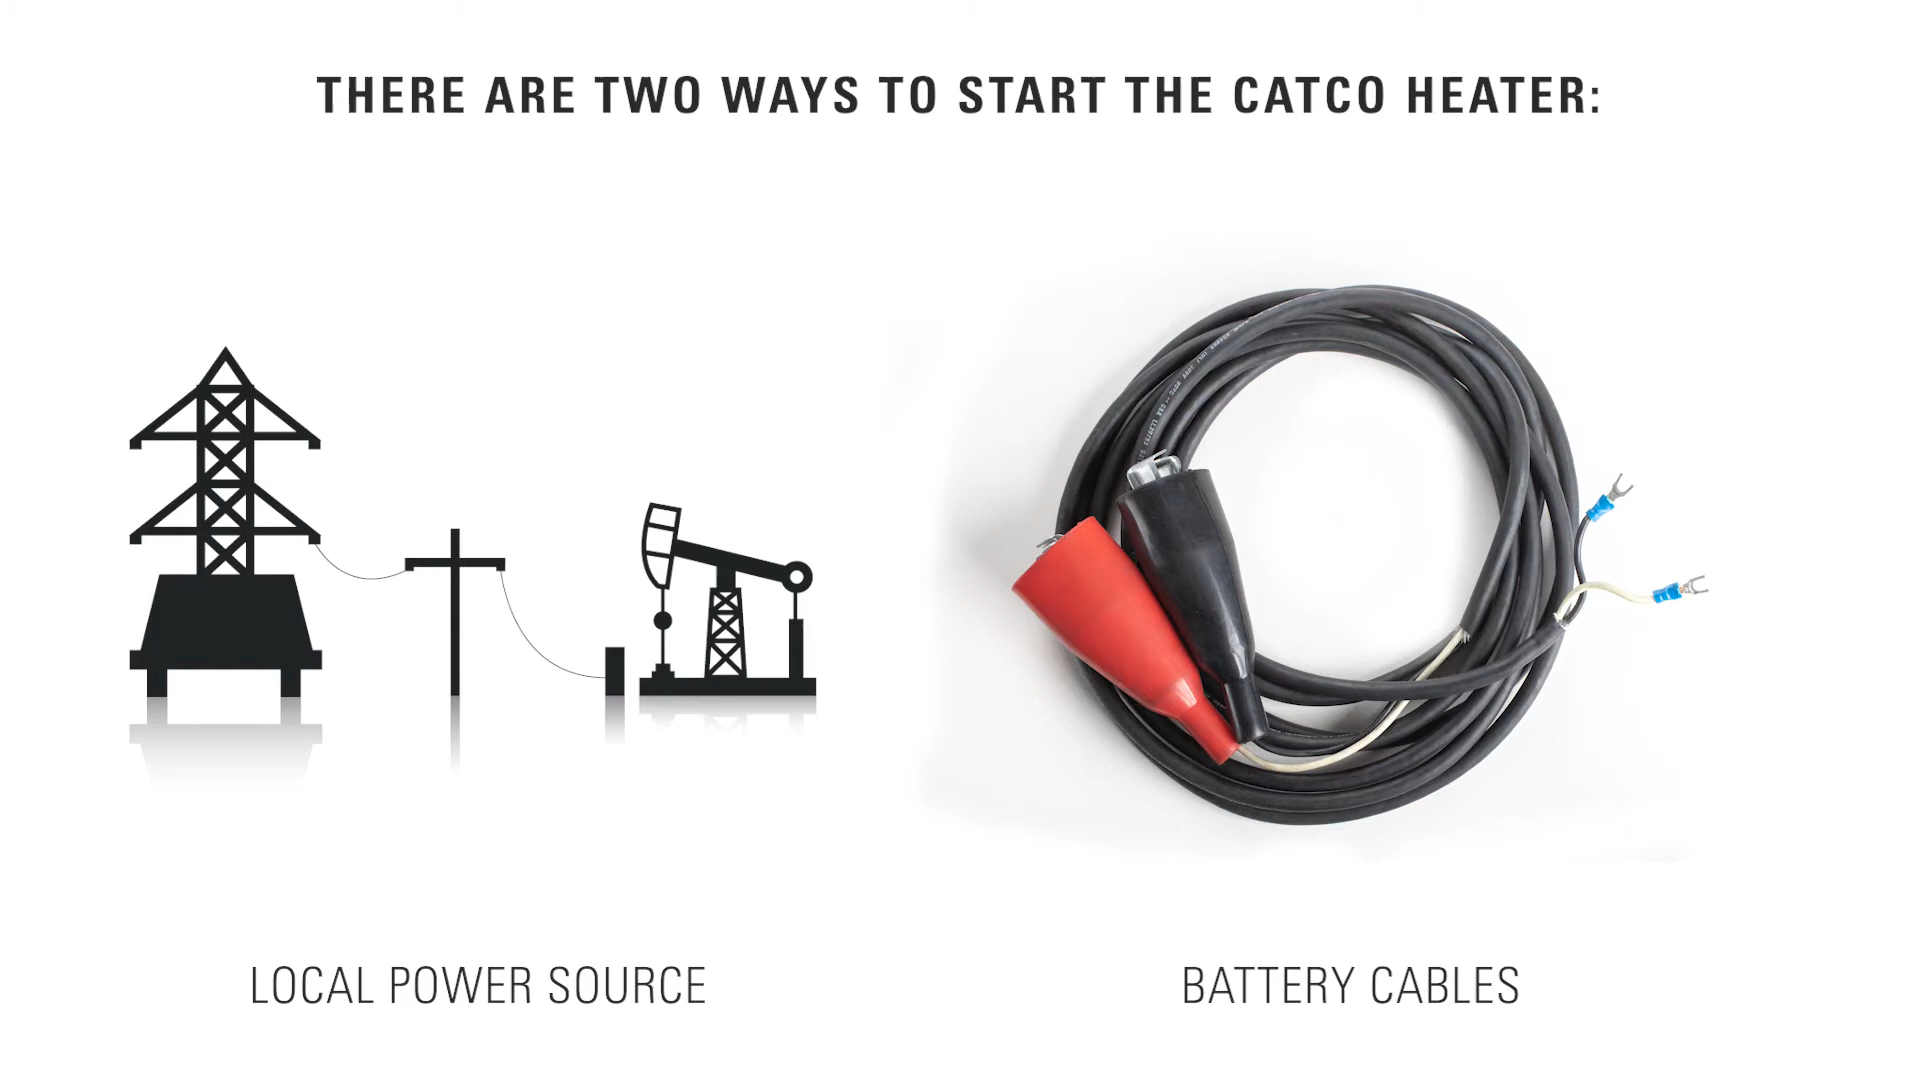 THERE ARE TWO WAYS TO START THE CATCO HEATER:
LOCAL POWER SOURCE
BATTERY CABLES